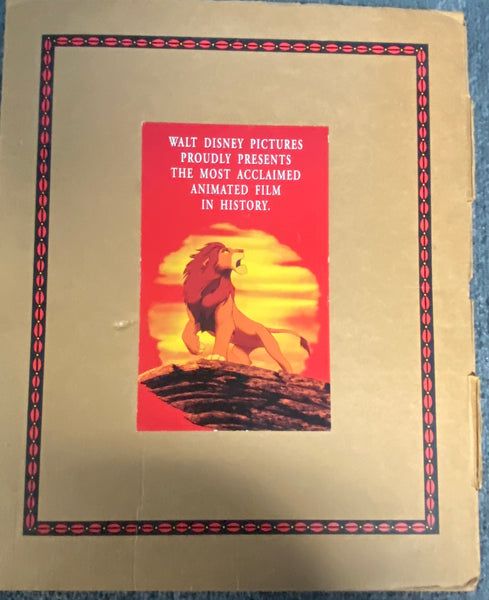 WALT DISNEY PICTURES
PROUDLY PRESENTS
THE MOST ACCLAIMED
ANIMATED FILM
IN HISTORY.